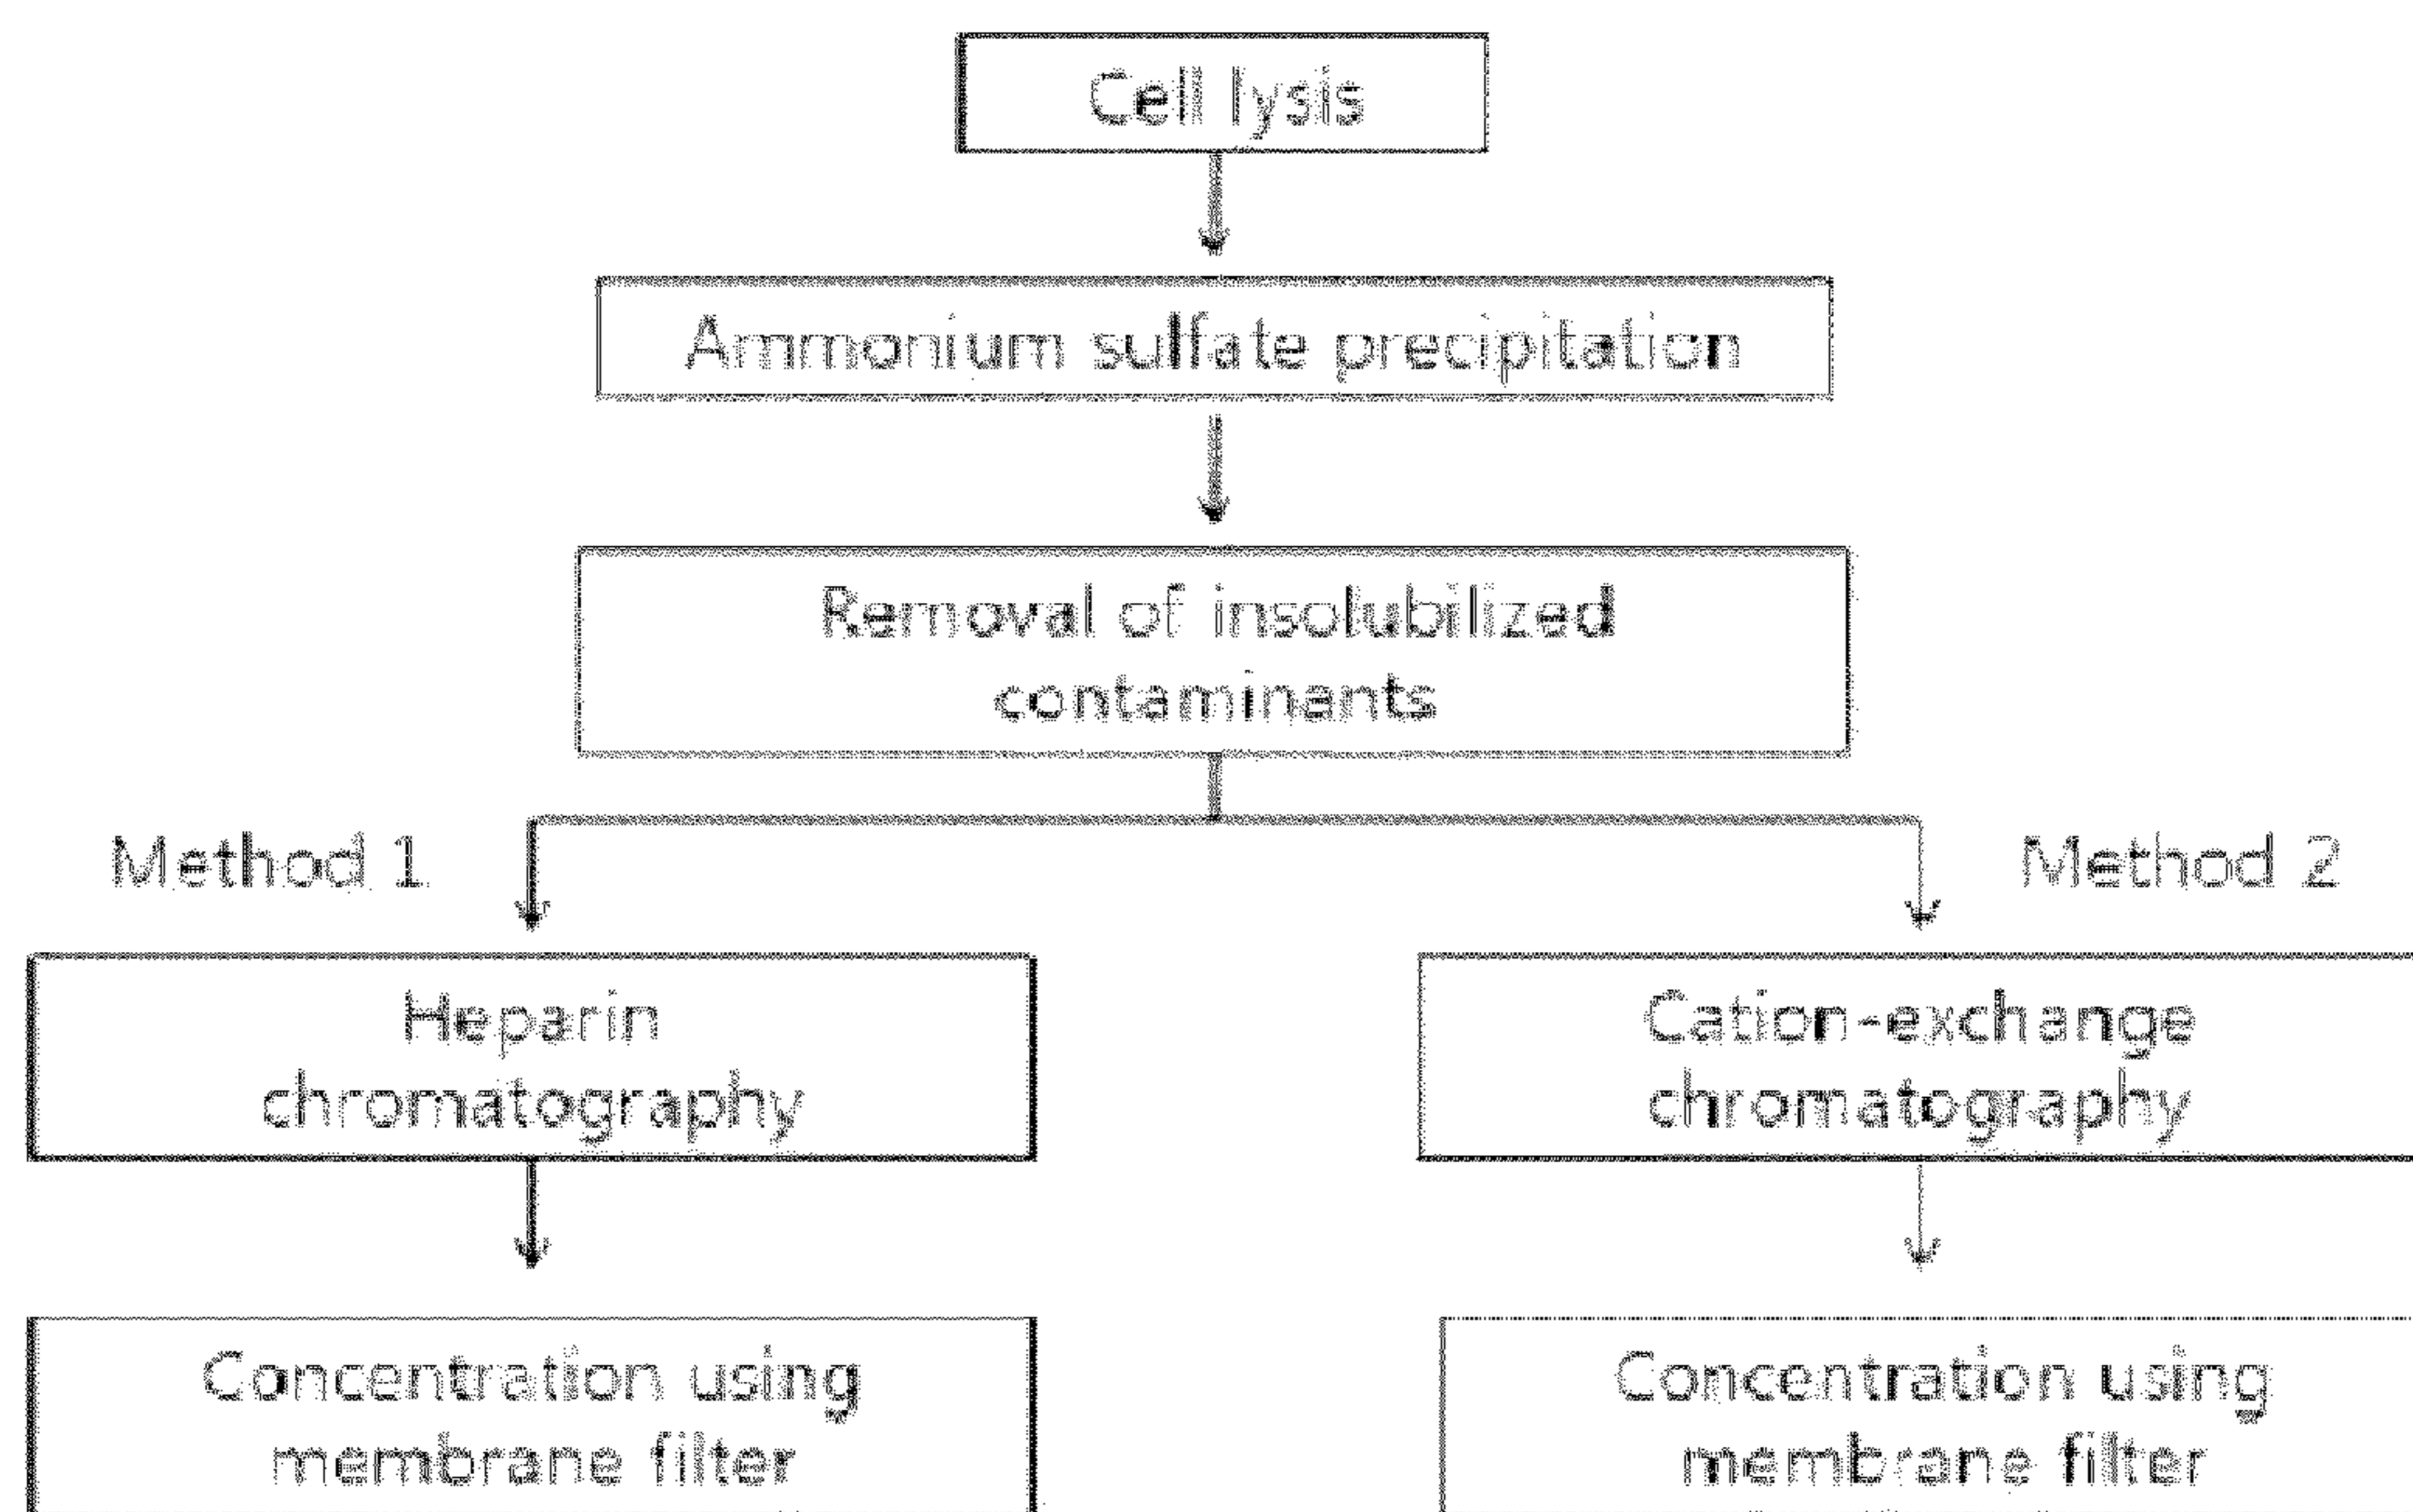 Cell lysis
Ammonium sulfate precipitation
Removal of insolubilized
contaminants
Method 1
Method 2
Heparin
chromatography
Cation-exchange
chromatography
Concentration using
membrane filter
Concentration using
membrane filter